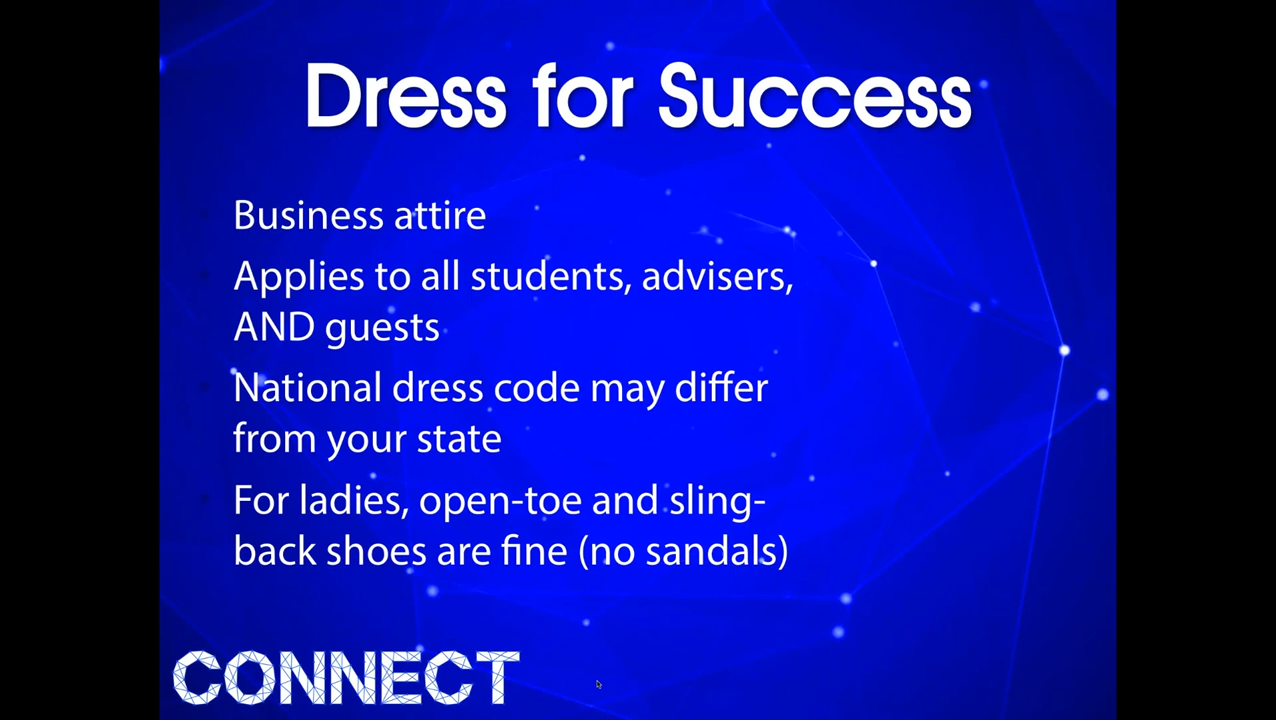 Dress for Success
Business attire
Applies to all students, advisers,
AND guests
National dress code may differ
from your state
For ladies, open-toe and sling-
back shoes are fine (no sandals)
CONNECT